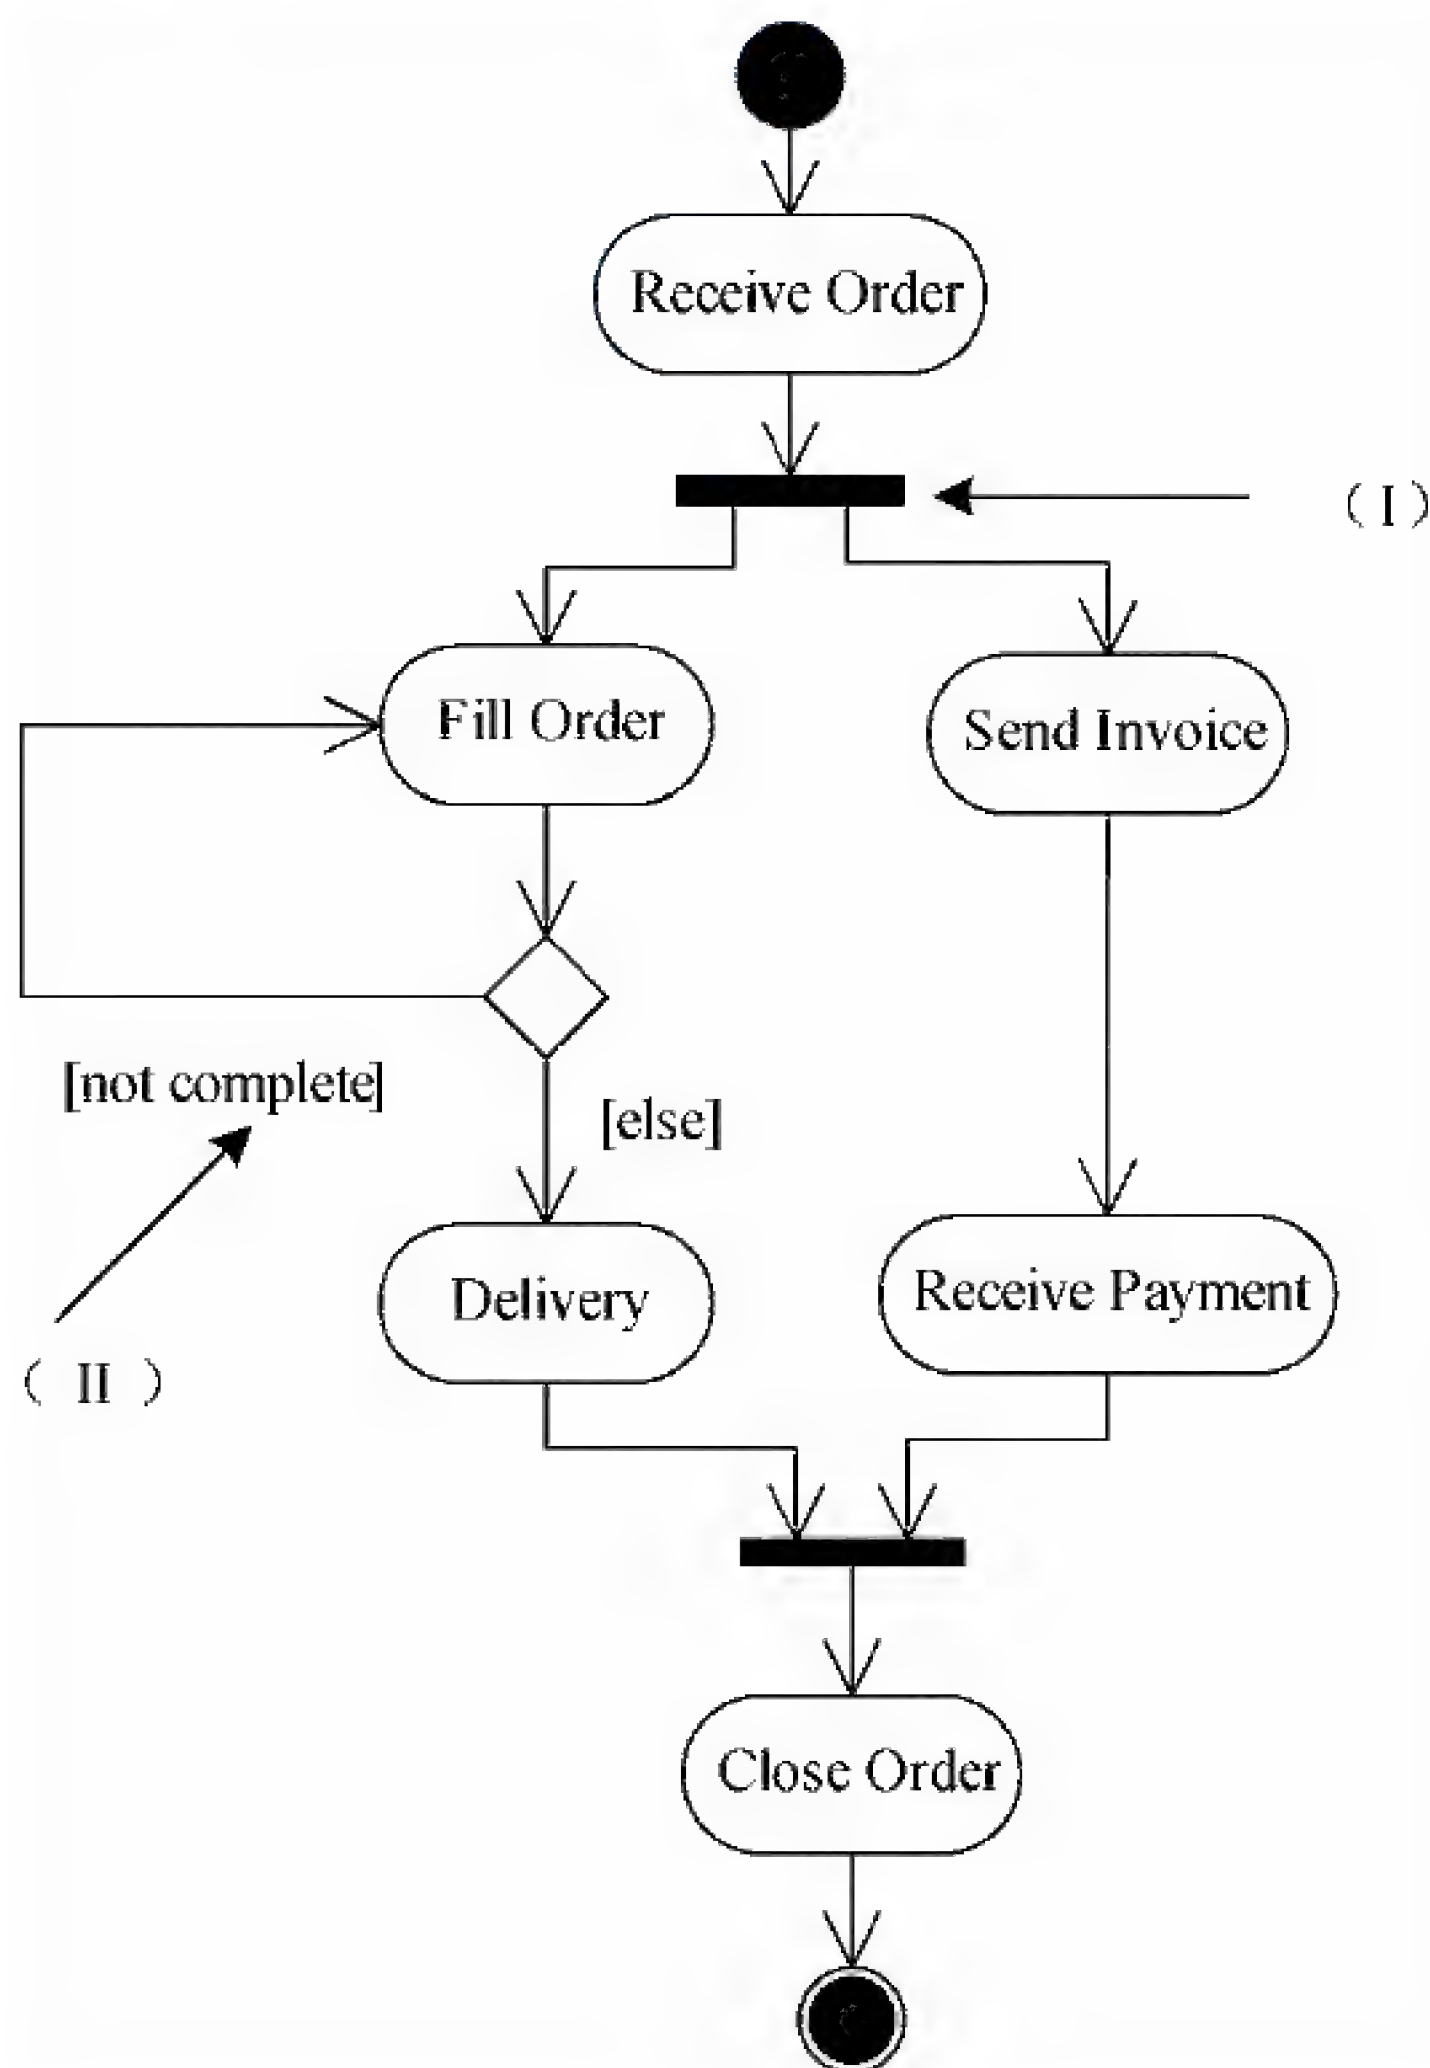 Receive Order
（I）
Fill Order
Send Invoice
[not complete]
[else]
Delivery
Receive Payment
（ II ）
Close Order